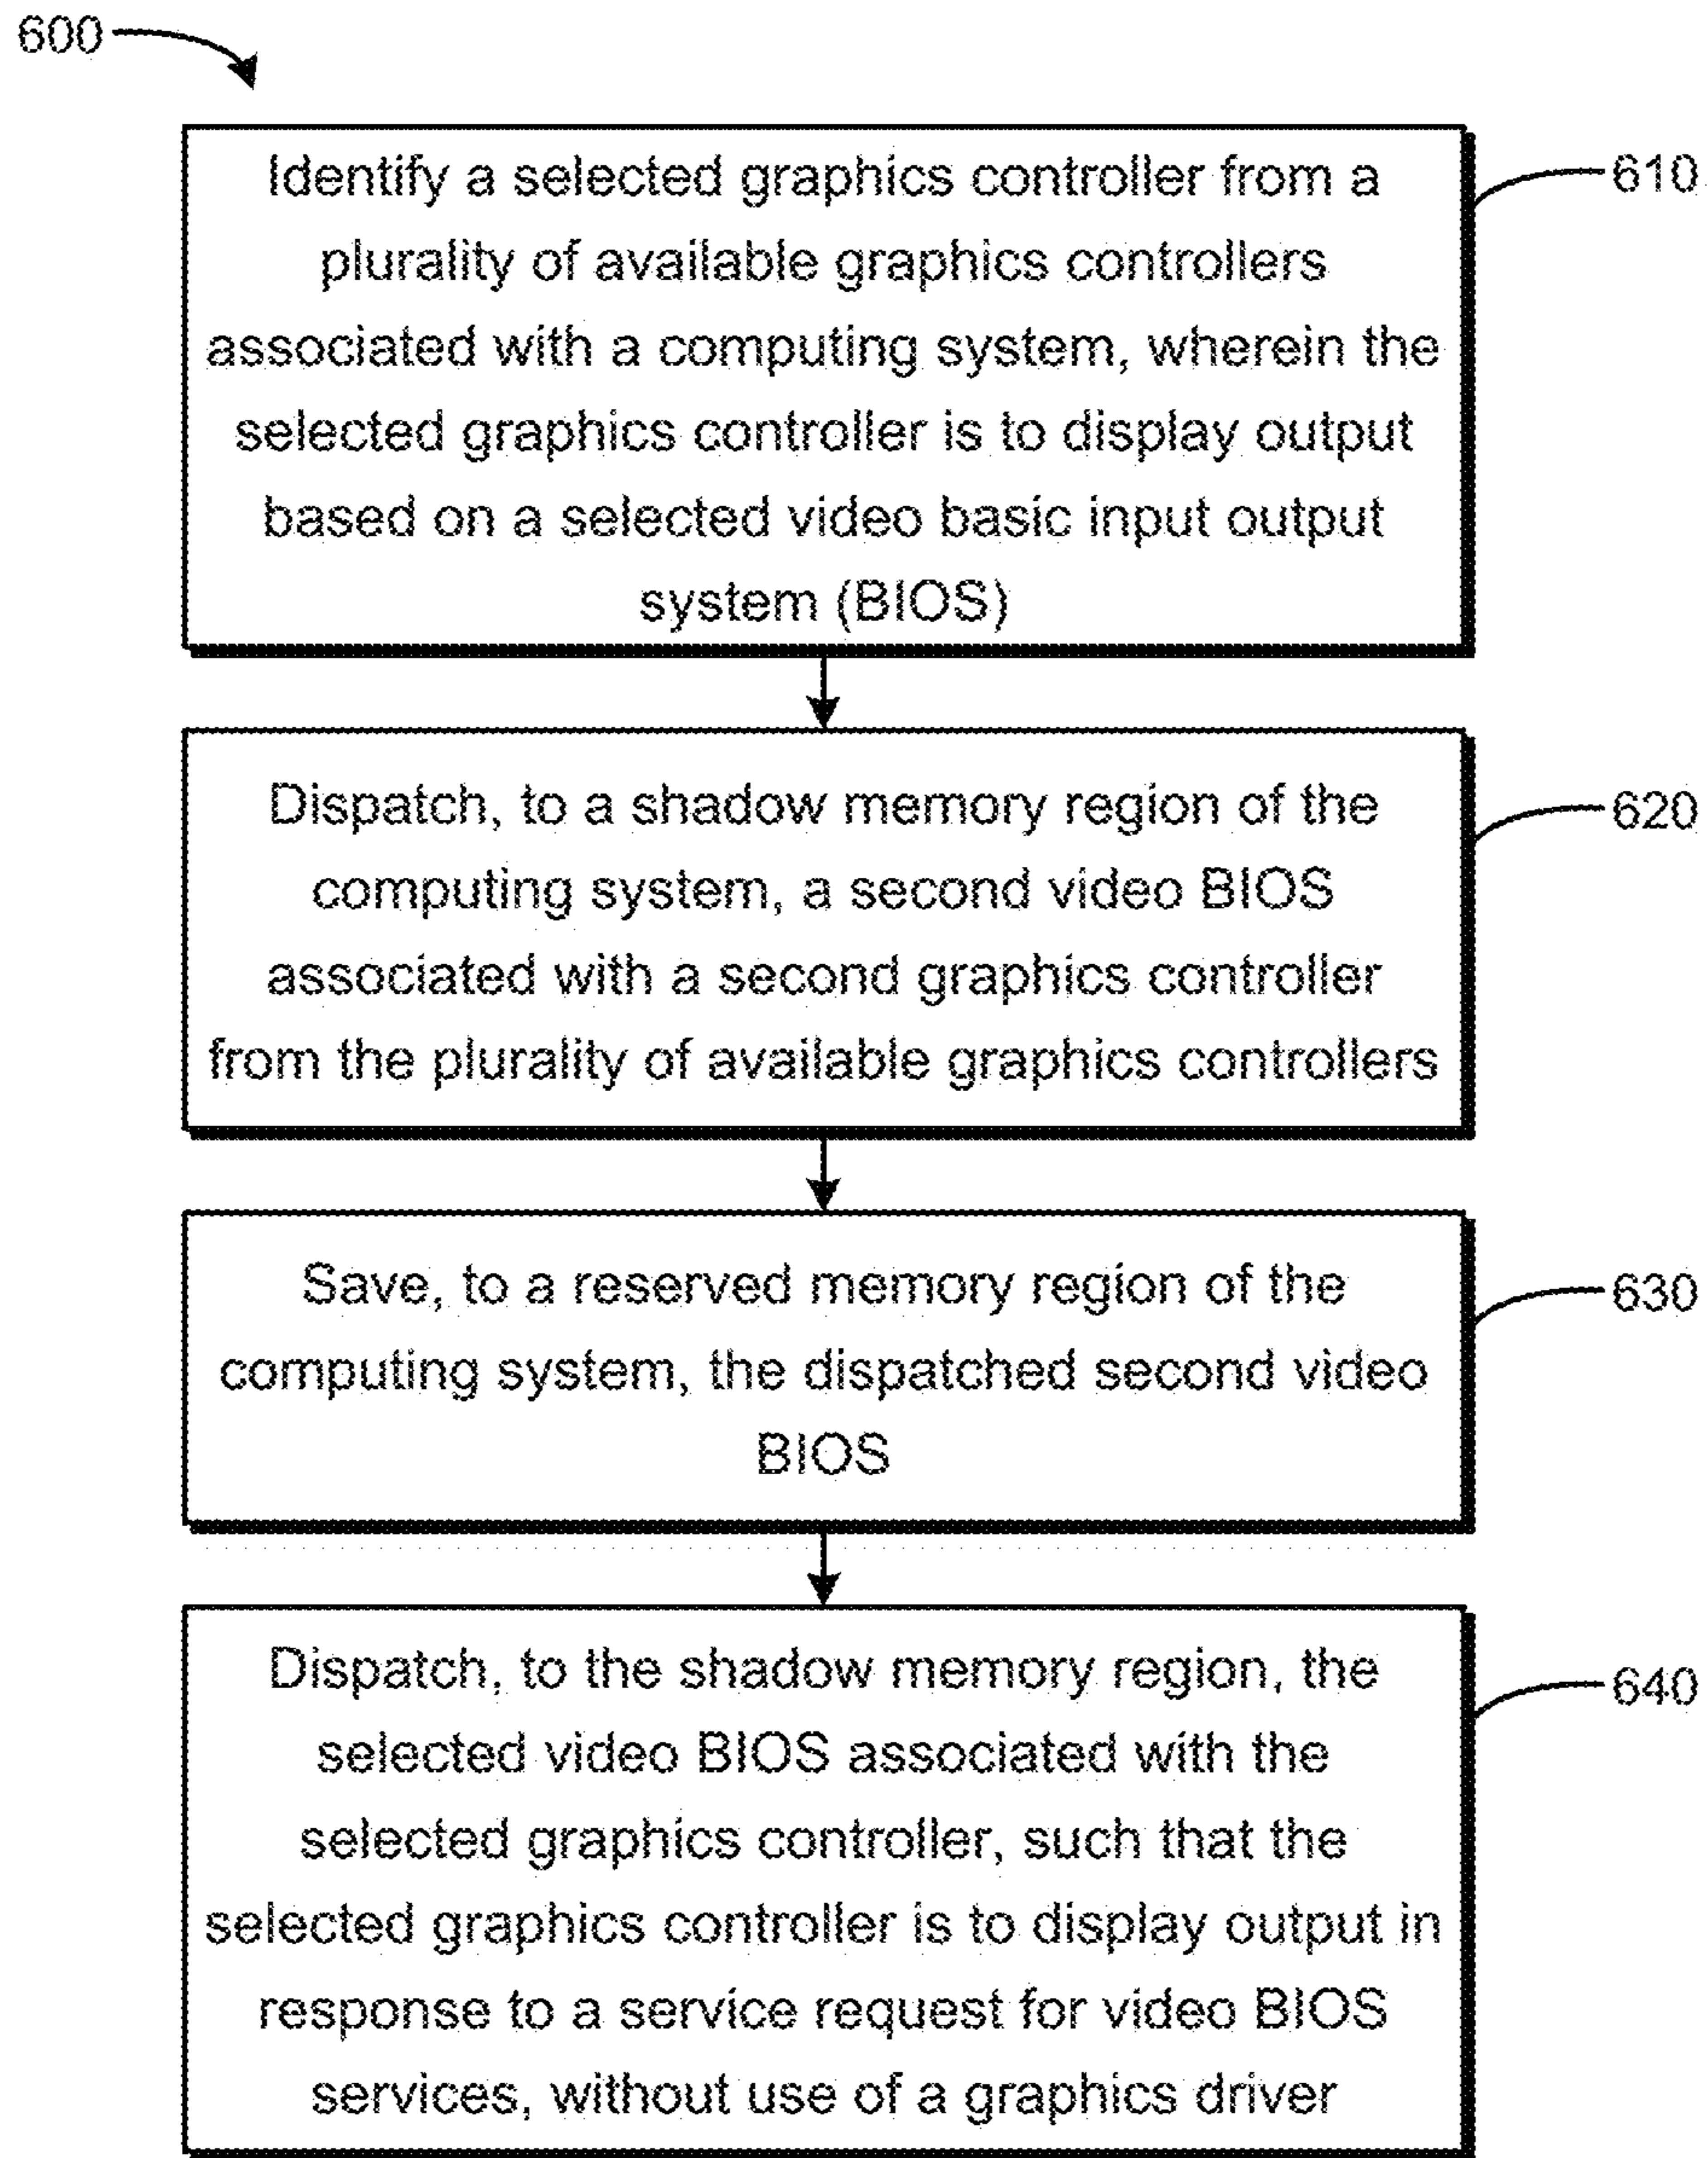 600
Identify a selected graphics controller from a
plurality of available graphics controllers
associated with a computing system, wherein the
selected graphics controller is to display output
based on a selected video basic input output
system (BIOS)
610
Dispatch, to a shadow memory region of the
computing system, a second video BIOS
associated with a second graphics controller
from the plurality of available graphics controllers
620
Save, to a reserved memory region of the
computing system, the dispatched second video
BIOS
630
Dispatch, to the shadow memory region, the
selected video BIOS associated with the
selected graphics controller, such that the
selected graphics controller is to display output in
response to a service request for video BIOS
services, without use of a graphics driver
640